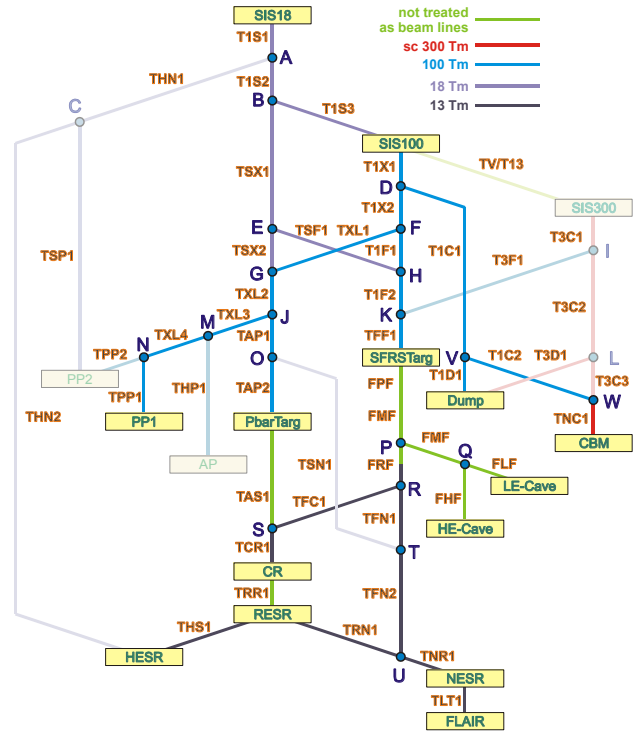 SIS18
not treated
as beam lines
sc 300 Tm
100 Tm
18 Tm
13 Tm
T1S1
A
THN1
T1S2
C
B
T1S3
SIS100
T1X1
TV/T13
TSX1
D
T1X2
SIS300
E
TSF1
TXL1
F
T3C1
TSP1
TSX2
T1F1
T1C1
T3F1
I
G
H
TXL2
T1F2
T3C2
M
TXL3
J
K
N
TXL4
TAP1
TFF1
TPP2
O
SFRSTarg
V
T1C2
T3D1
L
PP2
THP1
TAP2
FPF
T1D1
T3C3
TPP1
Dump
W
THN2
PP1
PbarTarg
FMF
TNC1
P
FMF
CBM
AP
TSN1
FRF
Q
FLF
R
LE-Cave
TAS1
TFC1
FHF
TFN1
S
HE-Cave
TCR1
T
CR
TRR1
TFN2
RESR
THS1
TRN1
HESR
TNR1
U
NESR
TLT1
FLAIR